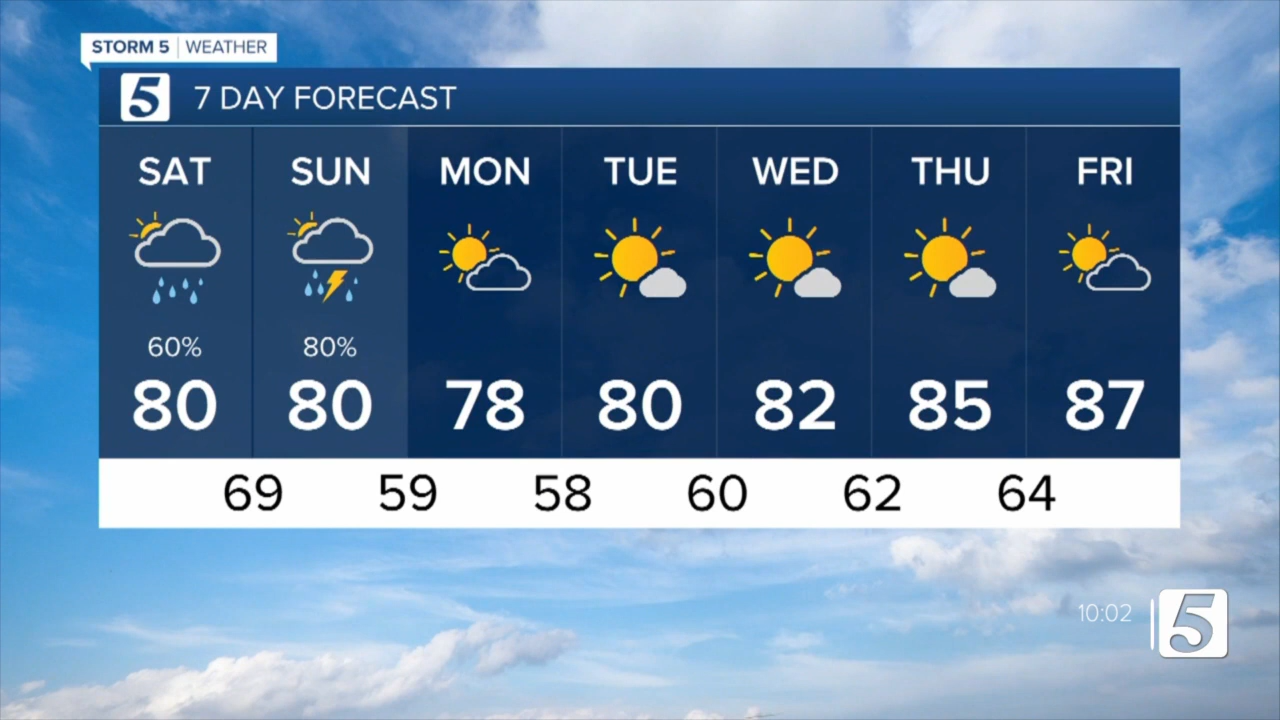 STORM 5 | WEATHER
5 7 DAY FORECAST
SAT SUN MON TUE WED THU FRI
60% 80%
80 80 78 80 82 85 87
69 59 58 60 62 64
10:02 5